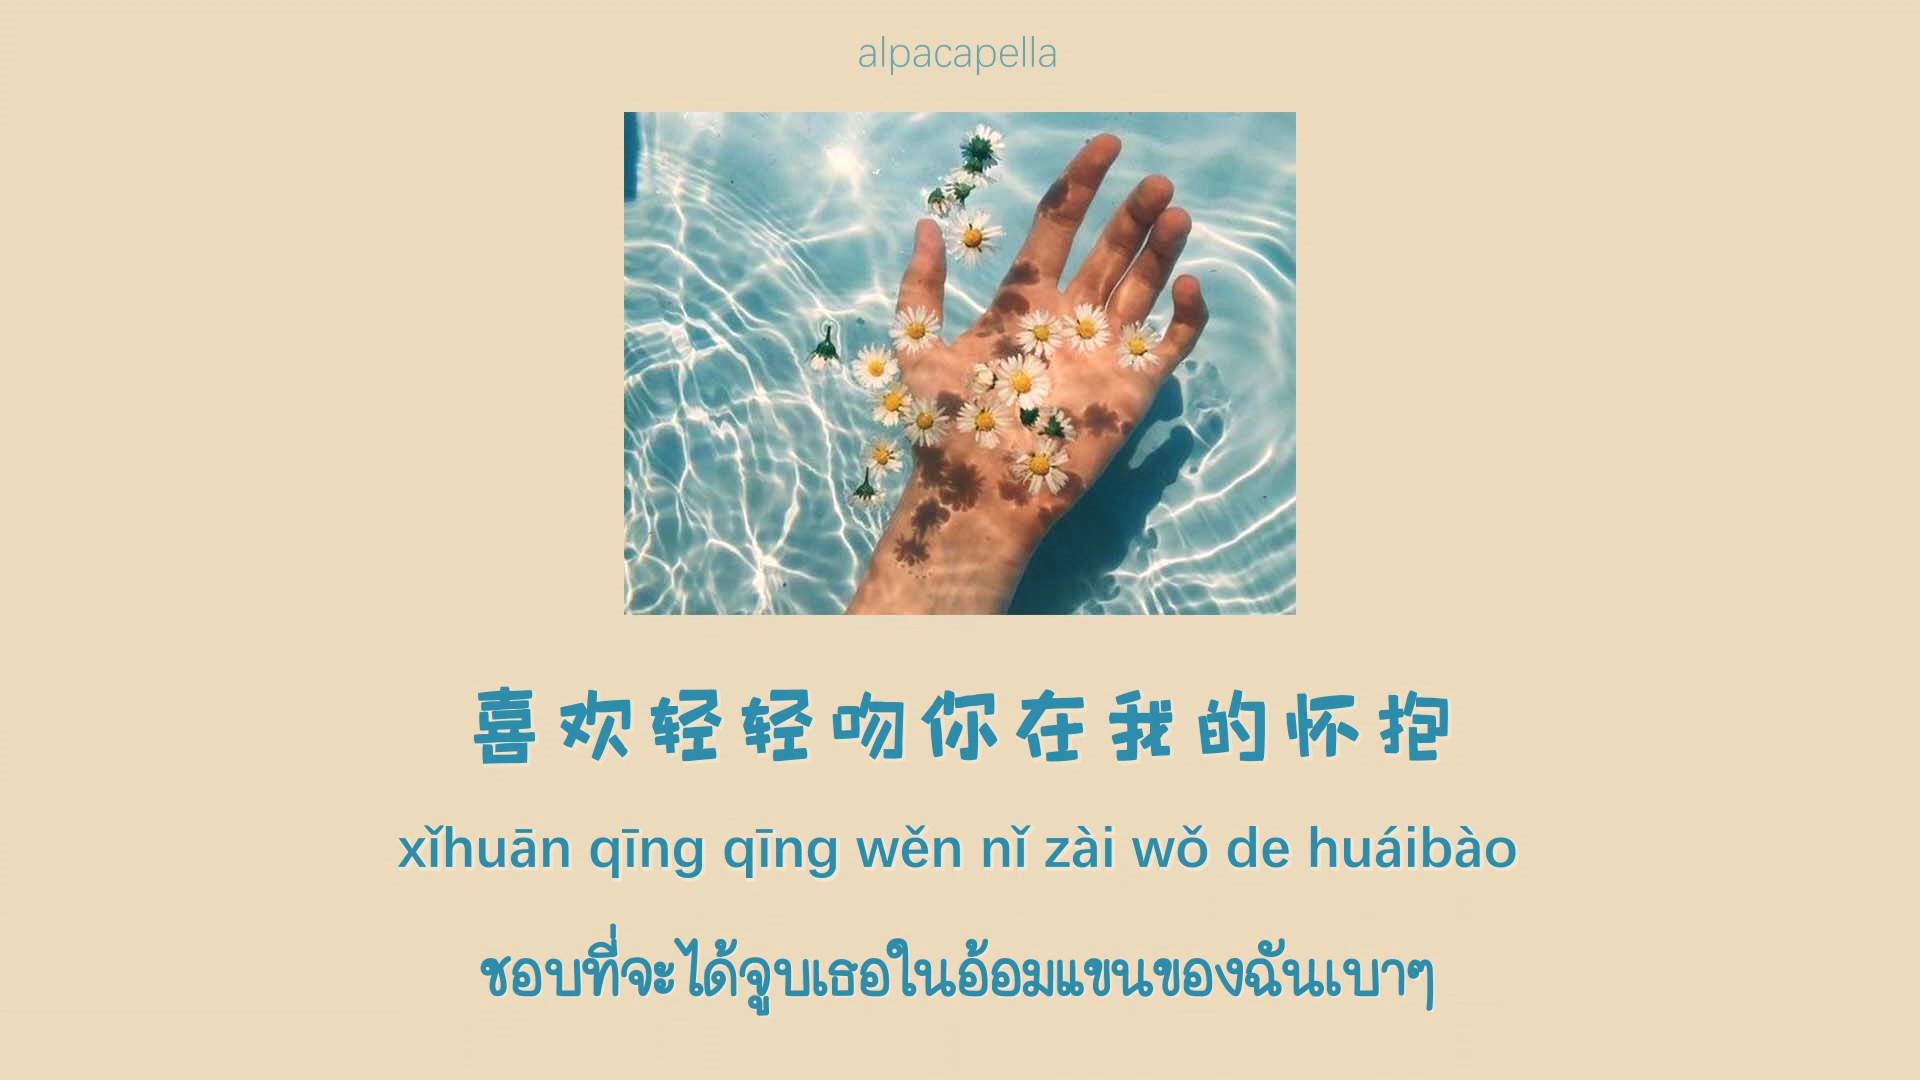 alpacapella
喜欢轻轻吻你在我的怀抱
xǐhuān qīng qīng wěn nǐ zài wǒ de huáibào
ชอบที่จะได้จูบเธอในอ้อมแขนของฉันเบาๆ